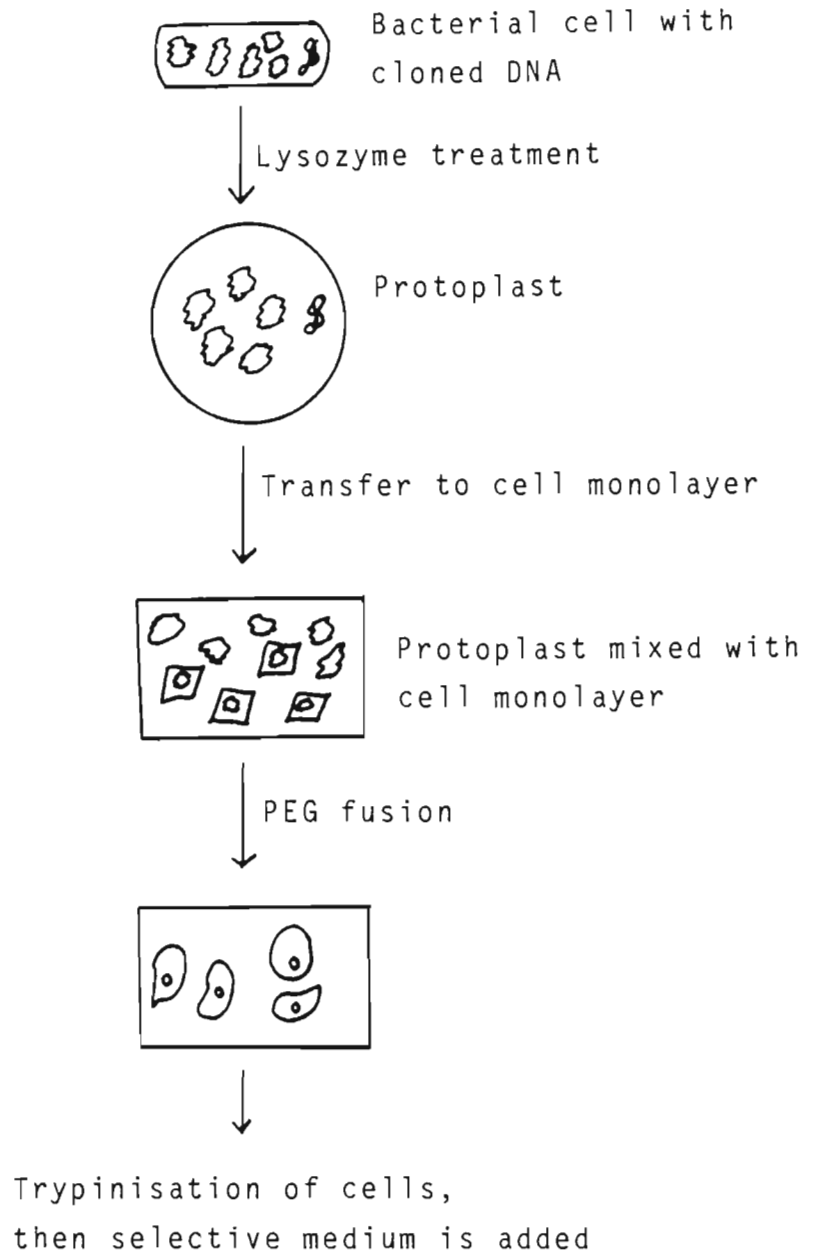 Bacterial cell with
cloned DNA
Lysozyme treatment
Protoplast
Transfer to cell monolayer
Protoplast mixed with
cell monolayer
PEG fusion
Trypinisation of cells,
then selective medium is added